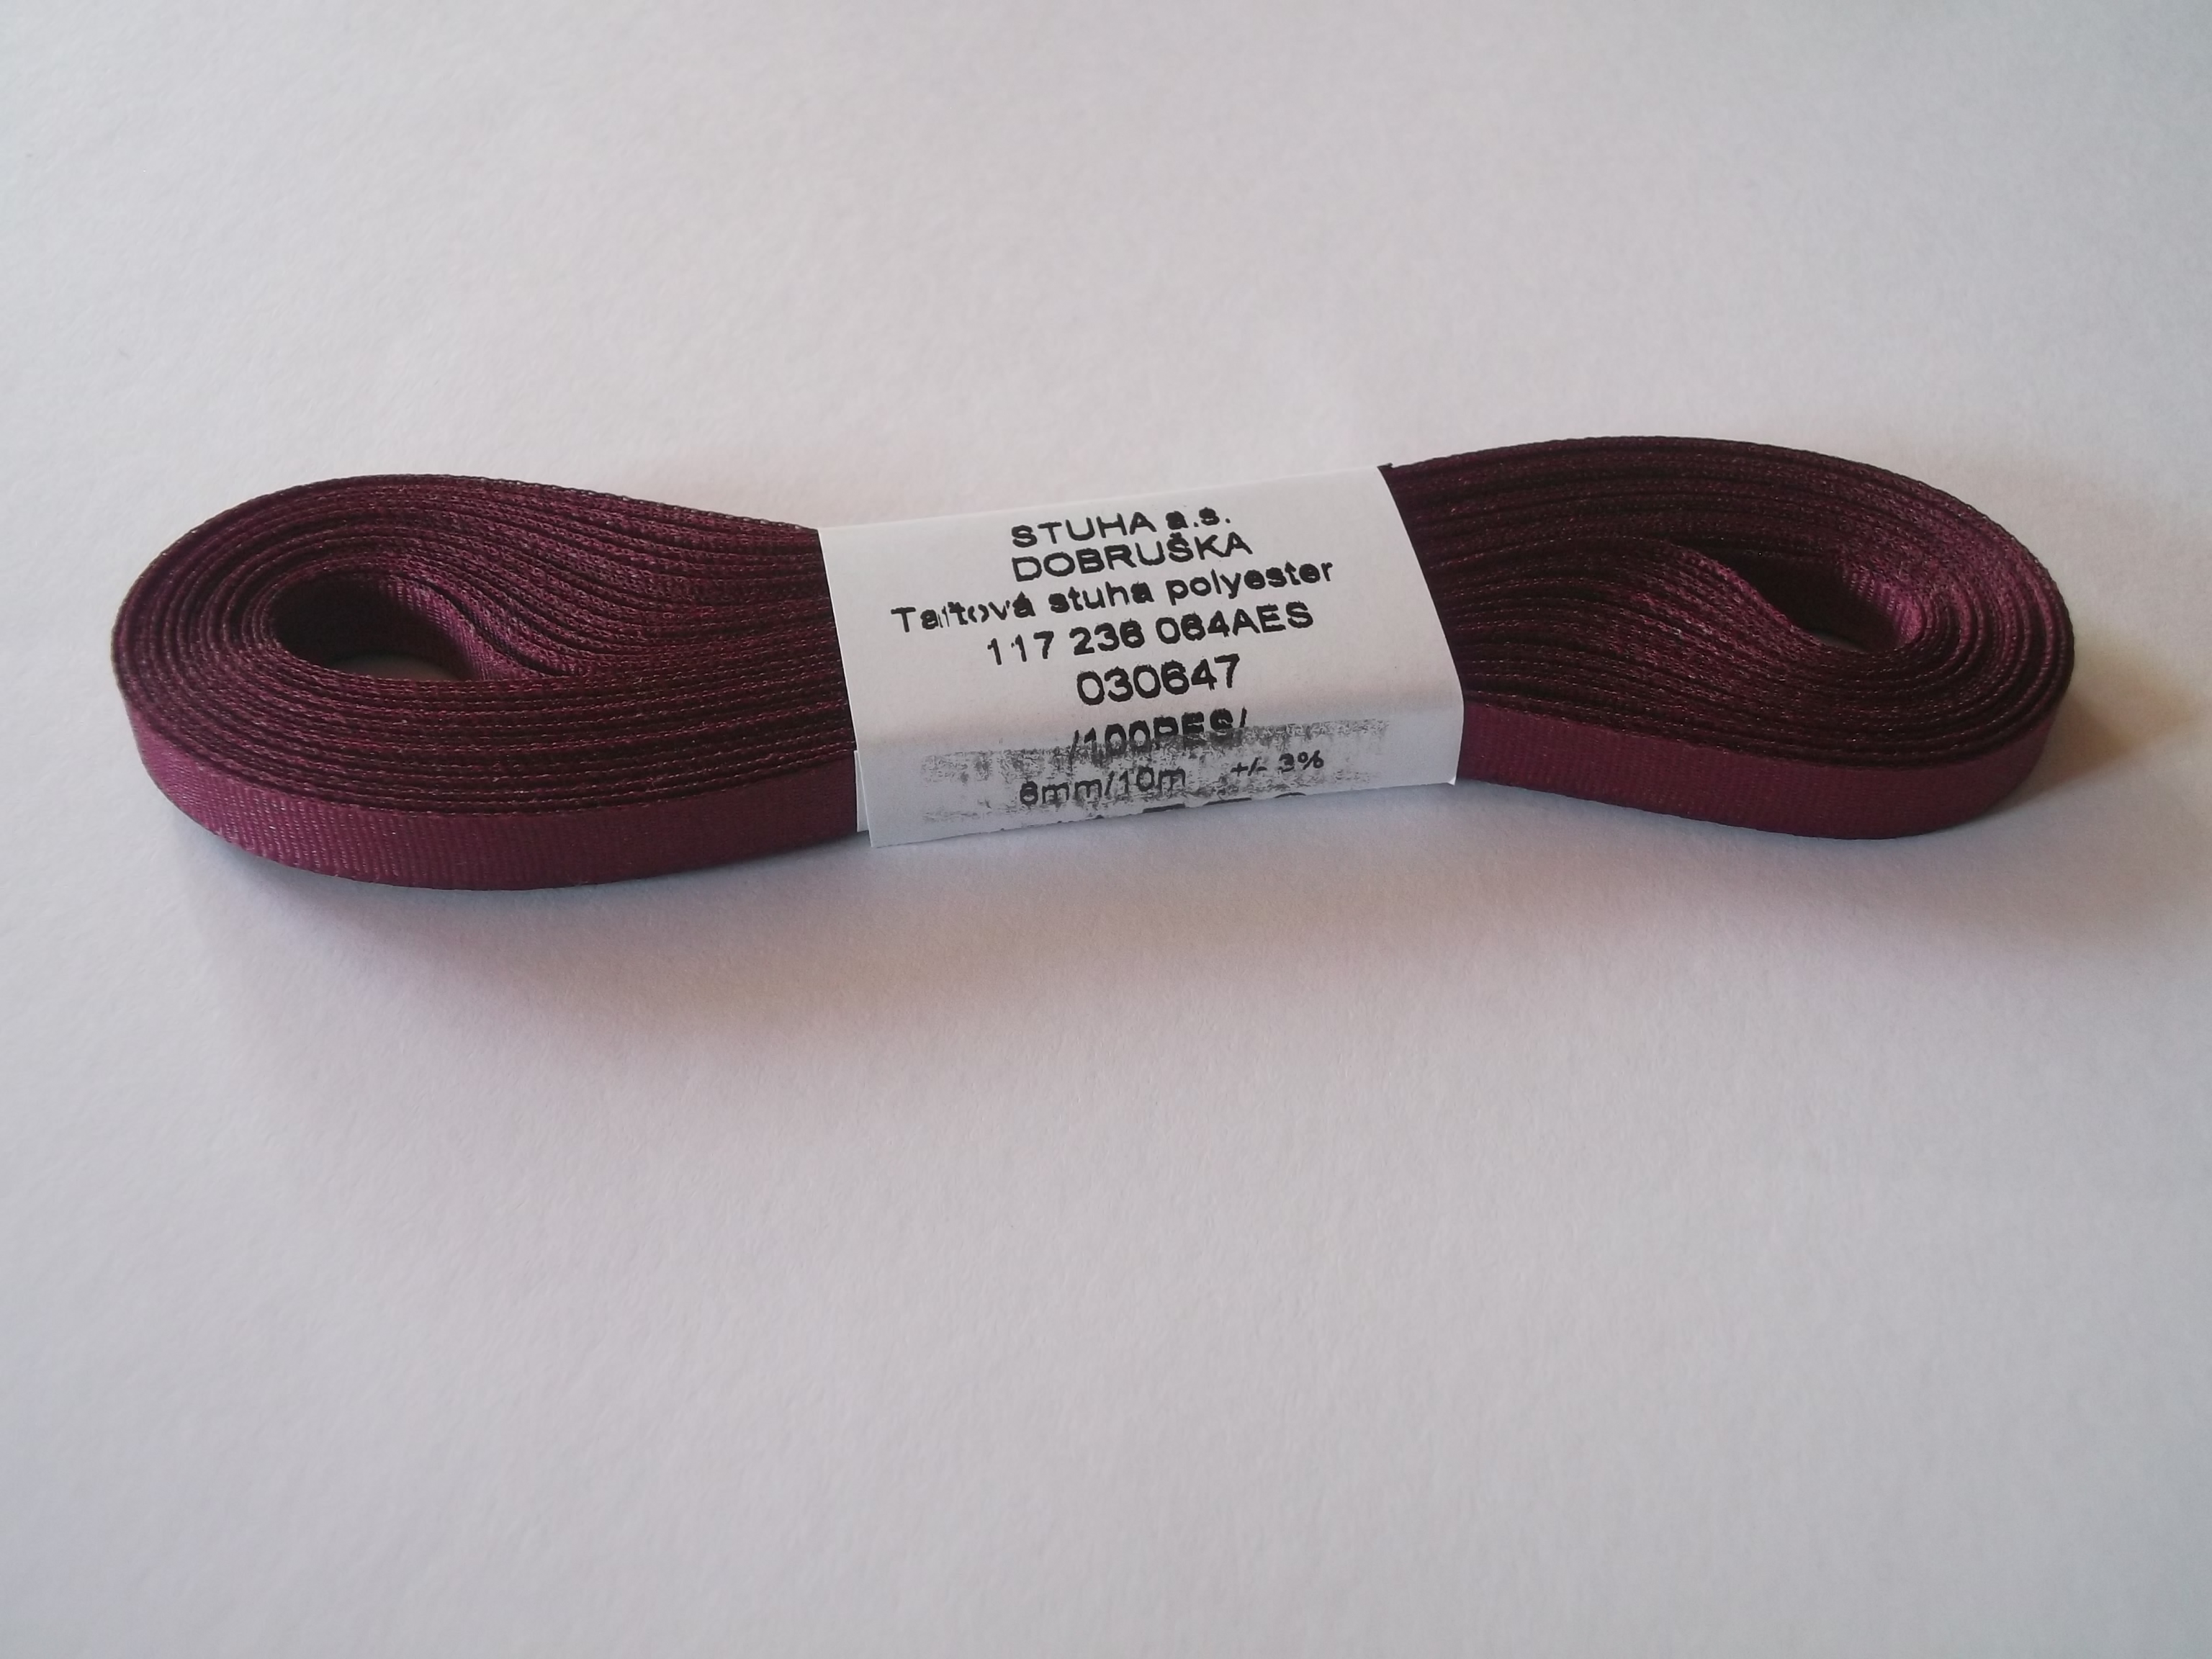 STUHA a.s.
DOBRUŠKA
Taftová stuha polyester
117 236 064AES
030647
/100PES/
6mm/10m +/- 3%